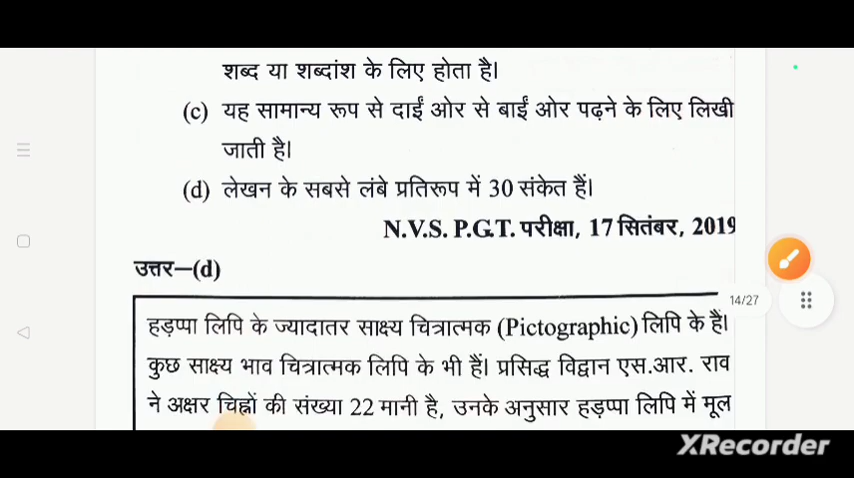 शब्द या शब्दांश के लिए होता है।
(c) यह सामान्य रूप से दाईं ओर से बाईं ओर पढ़ने के लिए लिखी
जाती है।
(d) लेखन के सबसे लंबे प्रतिरूप में 30 संकेत हैं।
N.V.S. P.G.T. परीक्षा, 17 सितंबर, 2019
उत्तर—(d)
14/27
हड़प्पा लिपि के ज्यादातर साक्ष्य चित्रात्मक (Pictographic) लिपि के हैं।
कुछ साक्ष्य भाव चित्रात्मक लिपि के भी हैं। प्रसिद्ध विद्वान एस.आर. राव
ने अक्षर चिह्नों की संख्या 22 मानी है, उनके अनुसार हड़प्पा लिपि में मूल
XRecorder